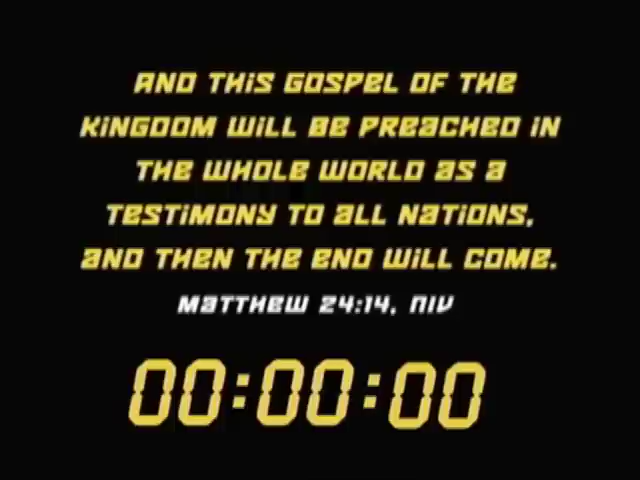 AND THIS GOSPEL OF THE
KINGDOM WILL BE PREACHED IN
THE WHOLE WORLD AS A
TESTIMONY TO ALL NATIONS,
AND THEN THE END WILL COME.
MATTHEW 24:14, NIV
00:00:00